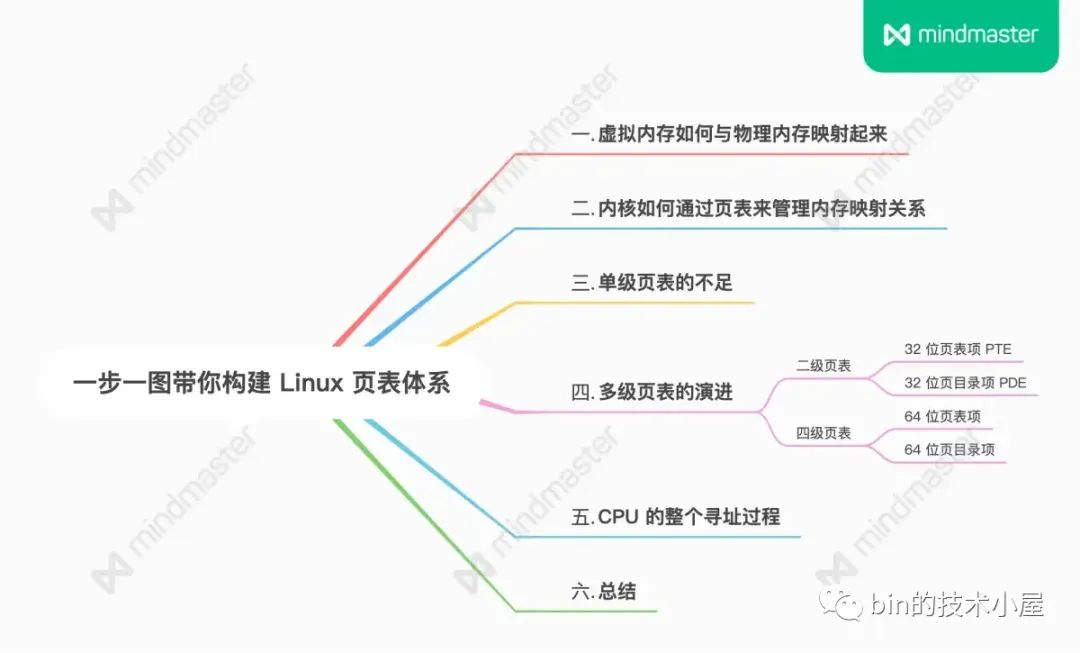 mindmaster
一.虚拟内存如何与物理内存映射起来
二.内核如何通过页表来管理内存映射关系
三.单级页表的不足
一步一图带你构建 Linux 页表体系
四.多级页表的演进
二级页表
32 位页表项 PTE
32 位页目录项 PDE
四级页表
64 位页表项
64 位页目录项
五.CPU 的整个寻址过程
六.总结
mindmaster
mindmaster
mindmaster
mindmaster
mindmaster
mindmaster
bin的技术小屋